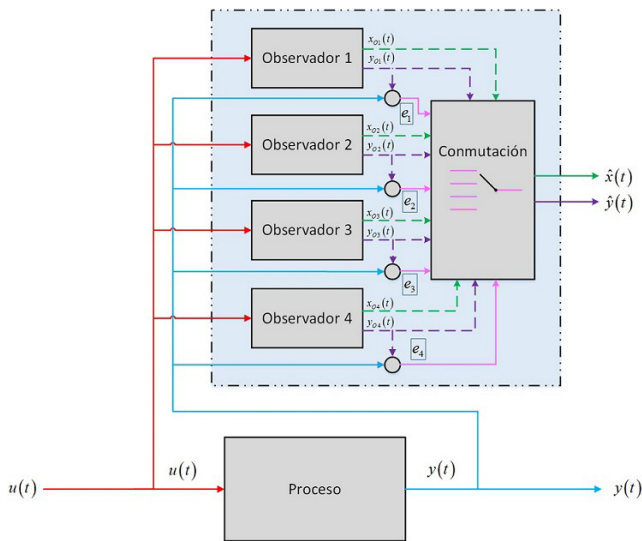 Observador 1
x_{O1}(t)
y_{O1}(t)
e_1
Observador 2
x_{O2}(t)
y_{O2}(t)
e_2
Observador 3
x_{O3}(t)
y_{O3}(t)
e_3
Observador 4
x_{O4}(t)
y_{O4}(t)
e_4
Conmutación
x̂(t)
ŷ(t)
u(t)
u(t)
Proceso
y(t)
y(t)